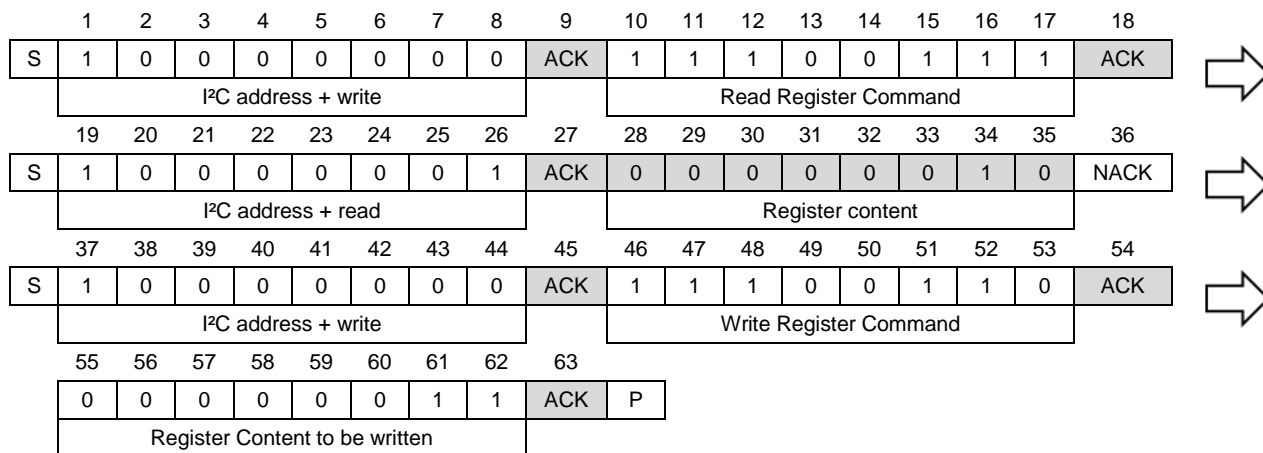 1 2 3 4 5 6 7 8 9 10 11 12 13 14 15 16 17 18
S 1 0 0 0 0 0 0 0 ACK 1 1 1 0 0 1 1 1 ACK
I²C address + write Read Register Command
19 20 21 22 23 24 25 26 27 28 29 30 31 32 33 34 35 36
S 1 0 0 0 0 0 0 1 ACK 0 0 0 0 0 0 1 0 NACK
I²C address + read Register content
37 38 39 40 41 42 43 44 45 46 47 48 49 50 51 52 53 54
S 1 0 0 0 0 0 0 0 ACK 1 1 1 0 0 1 1 0 ACK
I²C address + write Write Register Command
55 56 57 58 59 60 61 62 63
0 0 0 0 0 0 1 1 ACK P
Register Content to be written